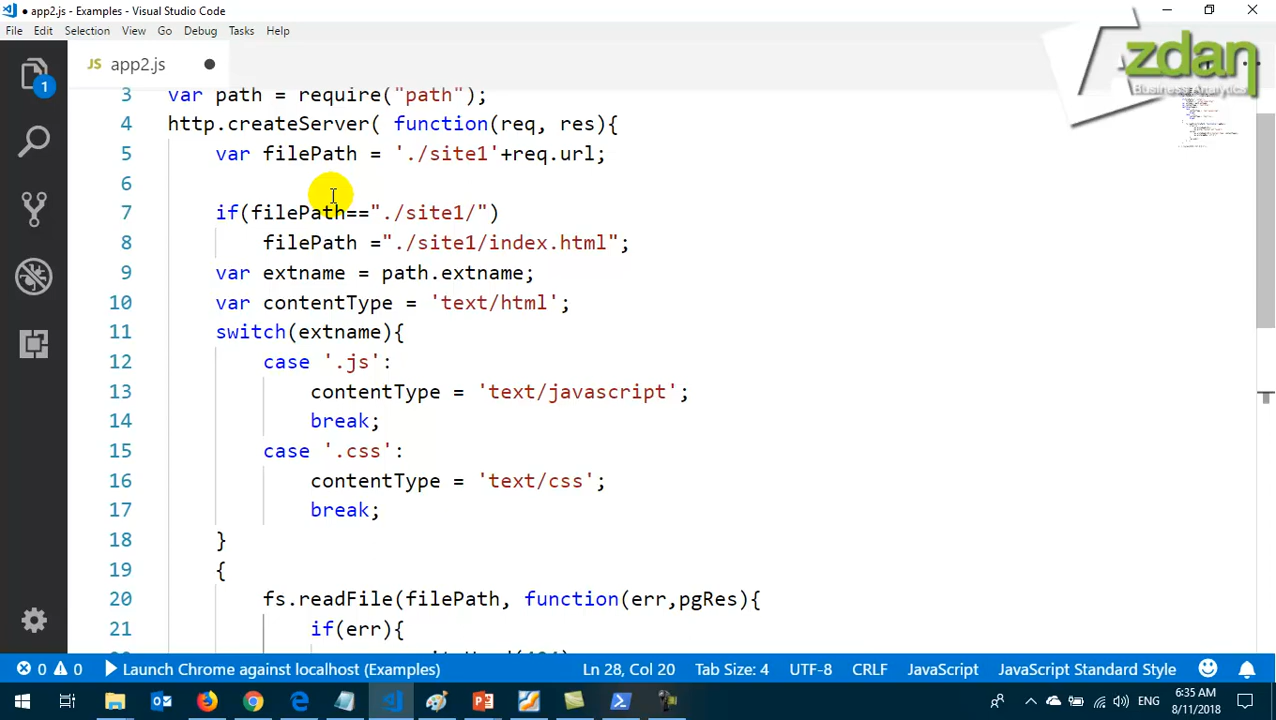 app2.js - Examples - Visual Studio Code
File Edit Selection View Go Debug Tasks Help
JS app2.js
zdan
Business Analytics
3 var path = require("path");
4 http.createServer( function(req, res){
5 var filePath = './site1'+req.url;
6
7 if(filePath=="./site1/")
8 filePath ="./site1/index.html";
9 var extname = path.extname;
10 var contentType = 'text/html';
11 switch(extname){
12 case '.js':
13 contentType = 'text/javascript';
14 break;
15 case '.css':
16 contentType = 'text/css';
17 break;
18 }
19 {
20 fs.readFile(filePath, function(err,pgRes){
21 if(err){
1
0 0 Launch Chrome against localhost (Examples) Ln 28, Col 20 Tab Size: 4 UTF-8 CRLF JavaScript JavaScript Standard Style
ENG
6:35 AM
8/11/2018